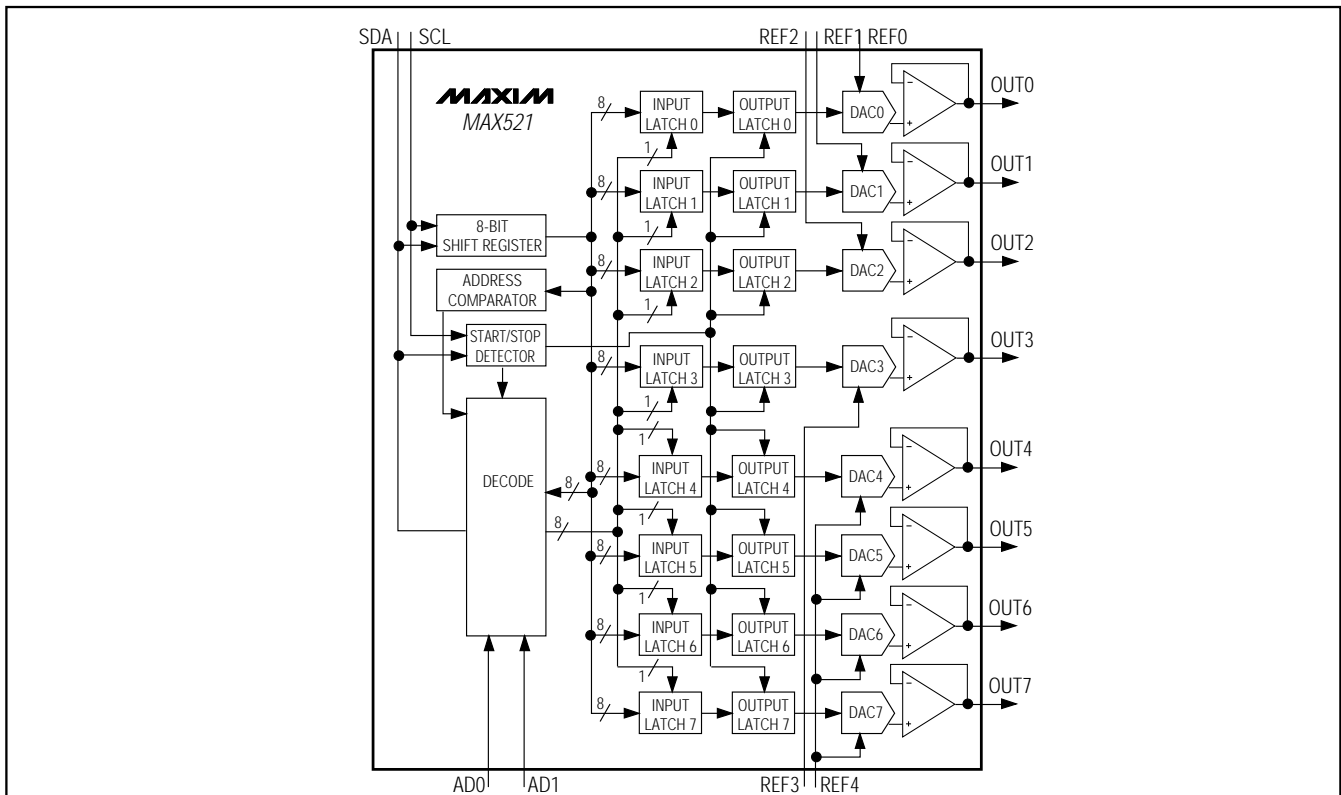 SDA SCL REF2 REF1 REF0
MAXIM
MAX521
8 INPUT LATCH 0 OUTPUT LATCH 0 DAC0 - + OUT0
1
8 INPUT LATCH 1 OUTPUT LATCH 1 DAC1 - + OUT1
1
8-BIT
SHIFT REGISTER
8 INPUT LATCH 2 OUTPUT LATCH 2 DAC2 - + OUT2
1
ADDRESS
COMPARATOR
START/STOP
DETECTOR
8 INPUT LATCH 3 OUTPUT LATCH 3 DAC3 - + OUT3
1
1
DECODE
8
8 INPUT LATCH 4 OUTPUT LATCH 4 DAC4 - + OUT4
1
8
8 INPUT LATCH 5 OUTPUT LATCH 5 DAC5 - + OUT5
1
8 INPUT LATCH 6 OUTPUT LATCH 6 DAC6 - + OUT6
1
8 INPUT LATCH 7 OUTPUT LATCH 7 DAC7 - + OUT7
AD0 AD1 REF3 REF4